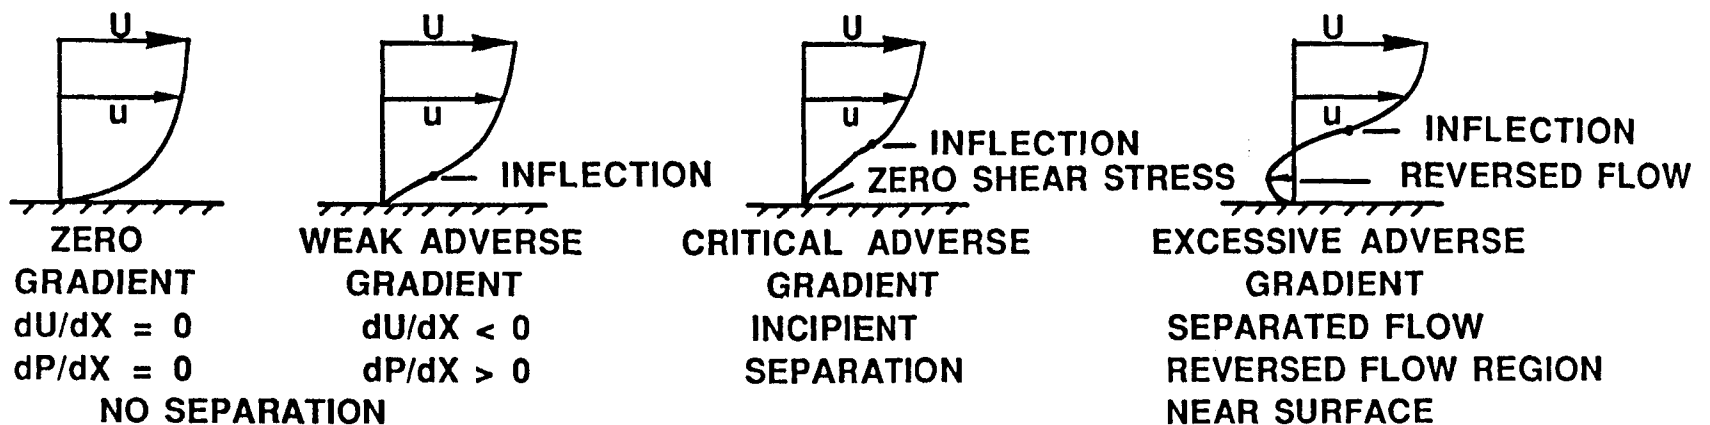 U
u
ZERO
GRADIENT
dU/dX = 0
dP/dX = 0
U
u
INFLECTION
WEAK ADVERSE
GRADIENT
dU/dX < 0
dP/dX > 0
NO SEPARATION
U
u
INFLECTION
ZERO SHEAR STRESS
CRITICAL ADVERSE
GRADIENT
INCIPIENT
SEPARATION
U
u
INFLECTION
REVERSED FLOW
EXCESSIVE ADVERSE
GRADIENT
SEPARATED FLOW
REVERSED FLOW REGION
NEAR SURFACE